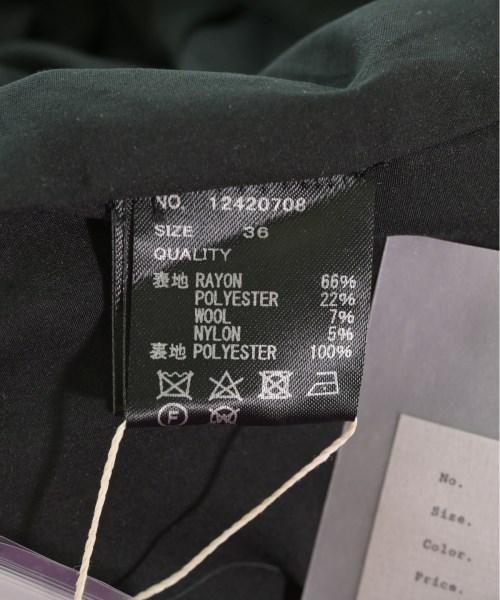 NO. 12420708
SIZE 36
QUALITY
表地 RAYON 66%
POLYESTER 22%
WOOL 7%
NYLON 5%
裏地 POLYESTER 100%
F W
No.
Size.
Color.
Price.